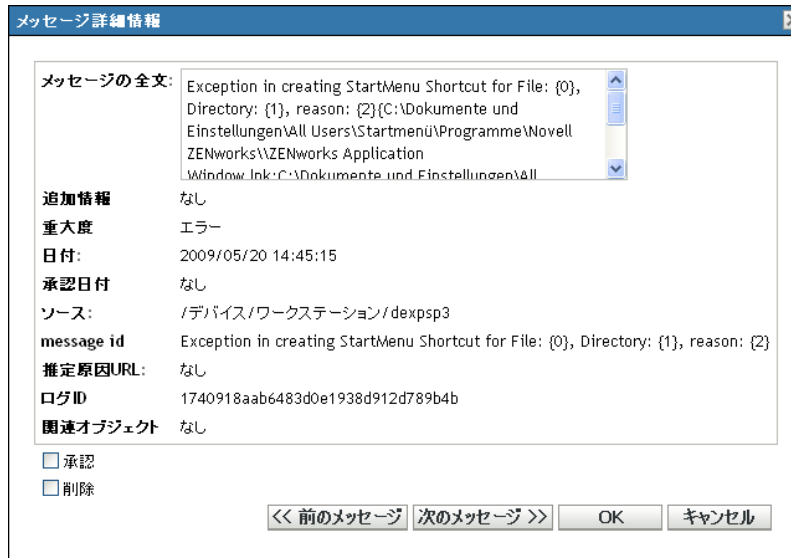 メッセージ詳細情報
メッセージの全文:
Exception in creating StartMenu Shortcut for File: {0},
Directory: {1}, reason: {2}{C:\Dokumente und
Einstellungen\All Users\Startmenü\Programme\Novell
ZENworks\\ZENworks Application
Window.lnk;C:\Dokumente und Einstellungen\All
追加情報 なし
重大度 エラー
日付: 2009/05/20 14:45:15
承認日付 なし
ソース: /デバイス/ワークステーション/dexpsp3
message id Exception in creating StartMenu Shortcut for File: {0}, Directory: {1}, reason: {2}
推定原因URL: なし
ログID 1740918aab6483d0e1938d912d789b4b
関連オブジェクト なし
承認
削除
<< 前のメッセージ 次のメッセージ >> OK キャンセル